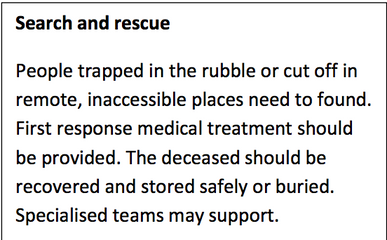 Search and rescue
People trapped in the rubble or cut off in
remote, inaccessible places need to found.
First response medical treatment should
be provided. The deceased should be
recovered and stored safely or buried.
Specialised teams may support.